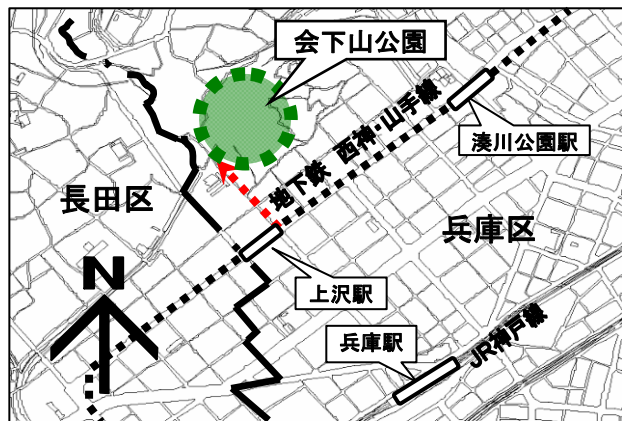 会下山公園
地下鉄 西神・山手線
湊川公園駅
長田区
兵庫区
N
上沢駅
兵庫駅
JR神戸線